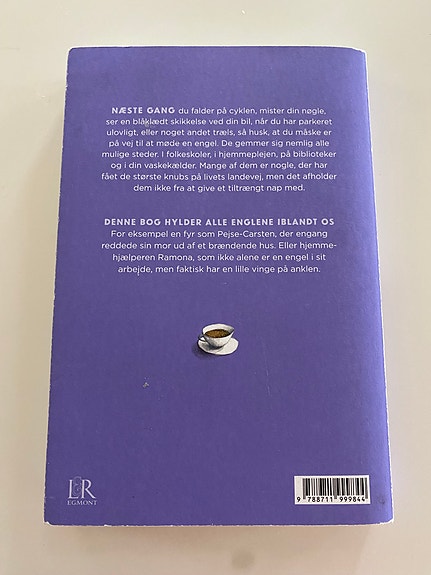 NÆSTE GANG du falder på cyklen, mister din nøgle,
ser en blåklædt skikkelse ved din bil, når du har parkeret
ulovligt, eller noget andet træls, så husk, at du måske er
på vej til at møde en engel. De gemmer sig nemlig alle
mulige steder. I folkeskoler, i hjemmeplejen, på biblioteker
og i din vaskekælder. Mange af dem er nogle, der har
fået de største knubs på livets landevej, men det afholder
dem ikke fra at give et tiltrængt nap med.
DENNE BOG HYLDER ALLE ENGLENE IBLANDT OS
For eksempel en fyr som Pejse-Carsten, der engang
reddede sin mor ud af et brændende hus. Eller hjemme-
hjælperen Ramona, som ikke alene er en engel i sit
arbejde, men faktisk har en lille vinge på anklen.
L&R
EGMONT
9 788711 999844